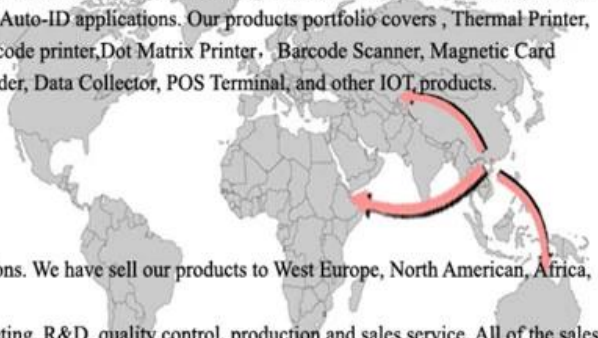 Auto-ID applications. Our products portfolio covers , Thermal Printer,
code printer,Dot Matrix Printer， Barcode Scanner, Magnetic Card
der, Data Collector, POS Terminal, and other IOT products.
ons. We have sell our products to West Europe, North American, Africa,
ting, R&D, quality control, production and sales service. All of the sales